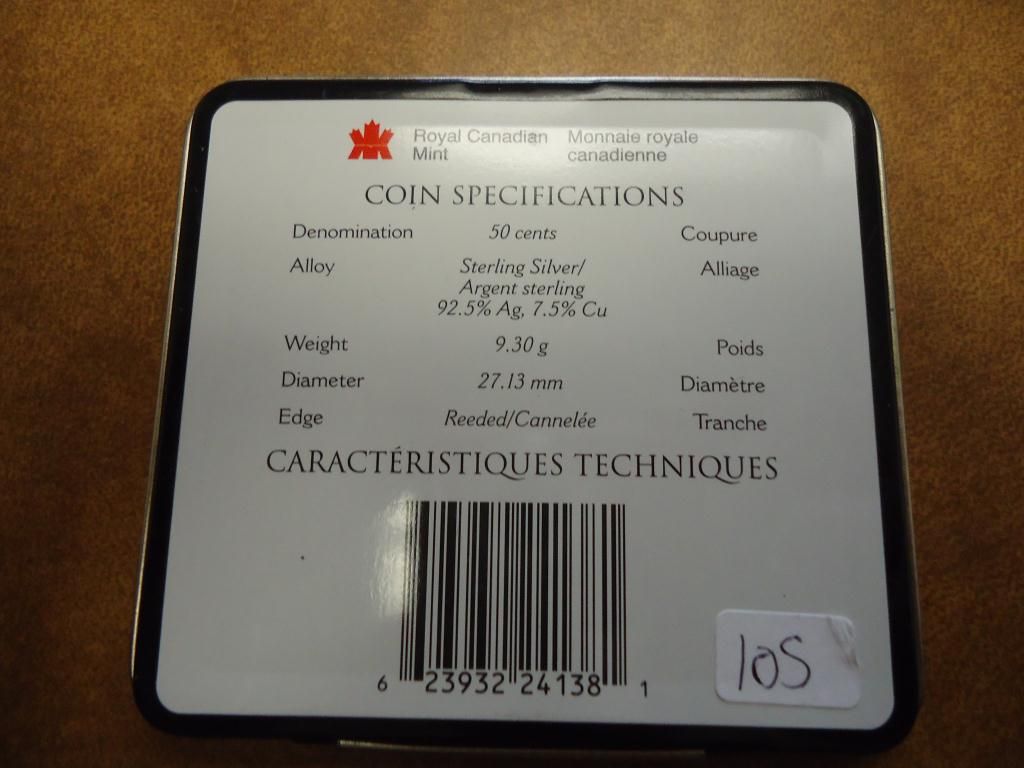 Royal Canadian Mint Monnaie royale canadienne
COIN SPECIFICATIONS
Denomination 50 cents Coupure
Alloy Sterling Silver/ Alliage
Argent sterling
92.5% Ag, 7.5% Cu
Weight 9.30 g Poids
Diameter 27.13 mm Diamètre
Edge Reeded/Cannelée Tranche
CARACTÉRISTIQUES TECHNIQUES
6 23932 24138 1
105